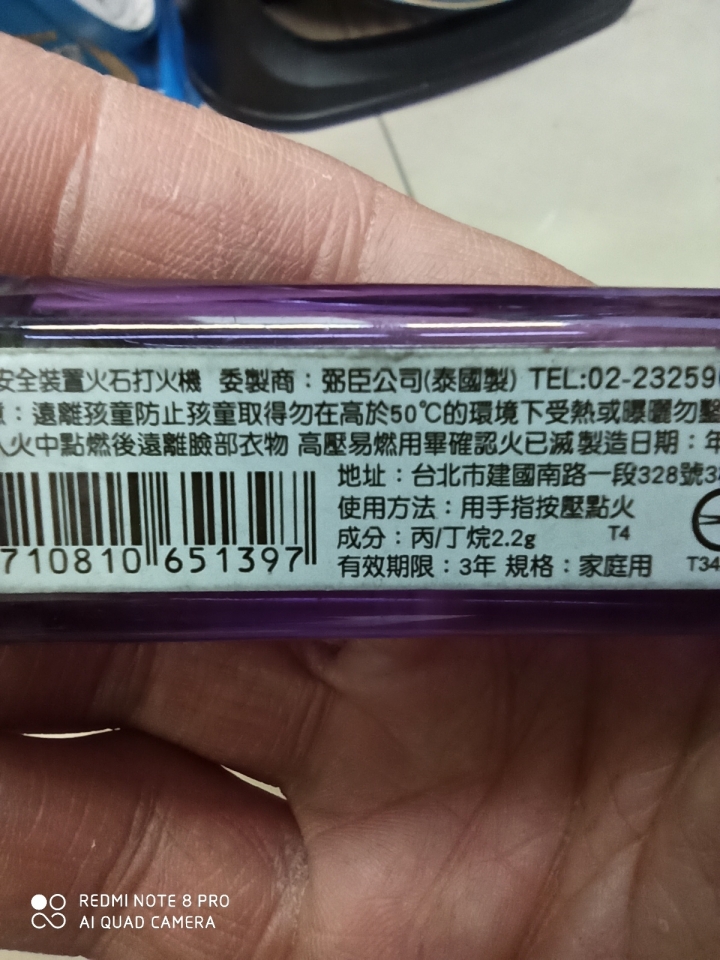 安全裝置火石打火機 委製商：弼臣公司(泰國製) TEL:02-232590
：遠離孩童防止孩童取得勿在高於50℃的環境下受熱或曝曬勿
火中點燃後遠離臉部衣物 高壓易燃用畢確認火已滅 製造日期：年
地址：台北市建國南路一段328號3
使用方法：用手指按壓點火
成分：丙/丁烷2.2g T4
有效期限：3年 規格：家庭用 T34
710810 651397
REDMI NOTE 8 PRO
AI QUAD CAMERA